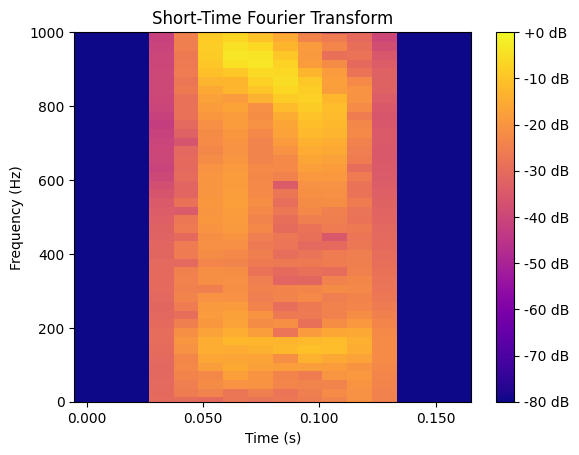 Short-Time Fourier Transform
1000
800
600
400
200
0
Frequency (Hz)
0.000
0.050
0.100
0.150
Time (s)
+0 dB
-10 dB
-20 dB
-30 dB
-40 dB
-50 dB
-60 dB
-70 dB
-80 dB